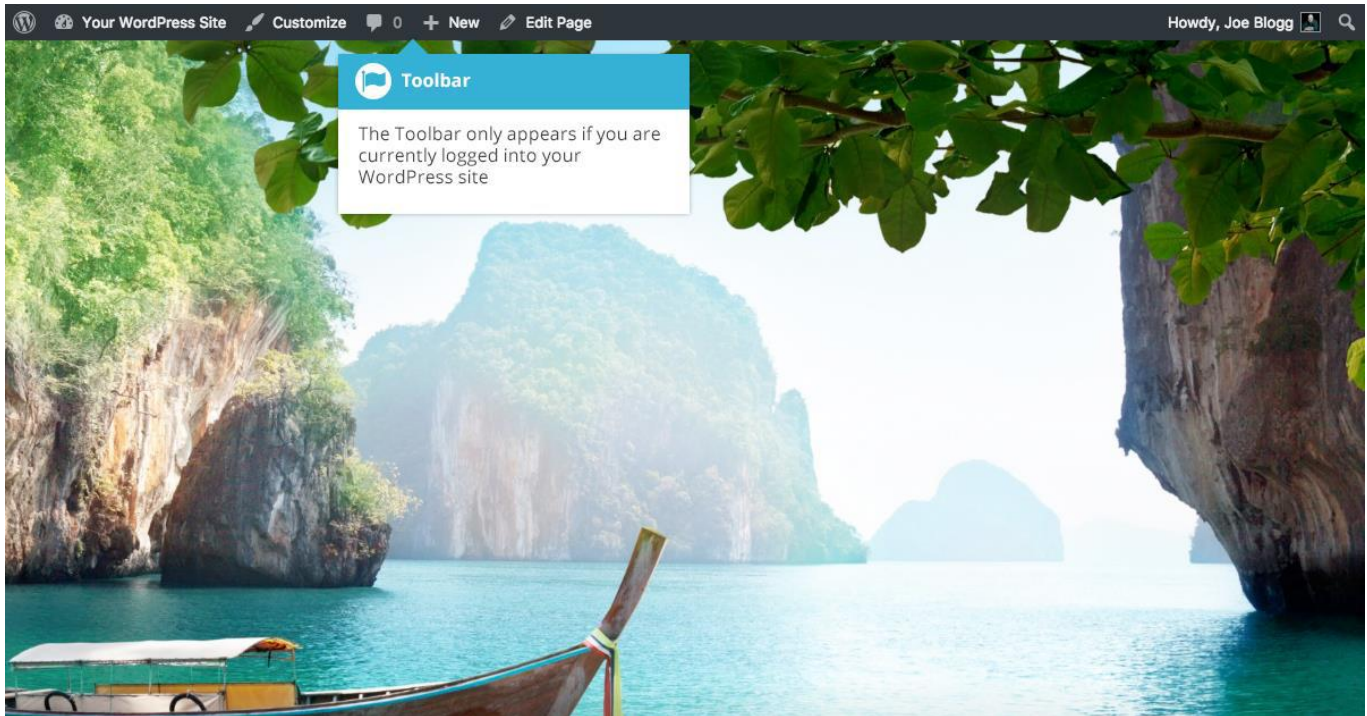 Your WordPress Site Customize 0 New Edit Page Howdy, Joe Blogg
Toolbar
The Toolbar only appears if you are
currently logged into your
WordPress site